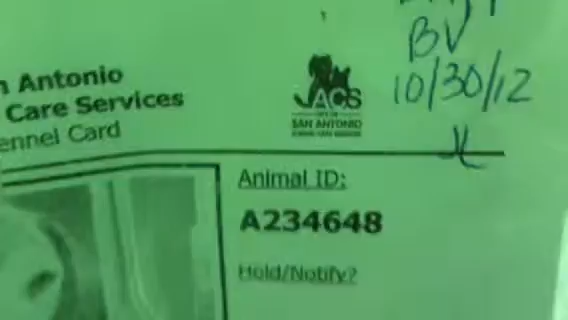 n Antonio
Care Services
ennel Card
ACS
SAN ANTONIO
BV
10/30/12
Animal ID:
A234648
Hold/Notify?